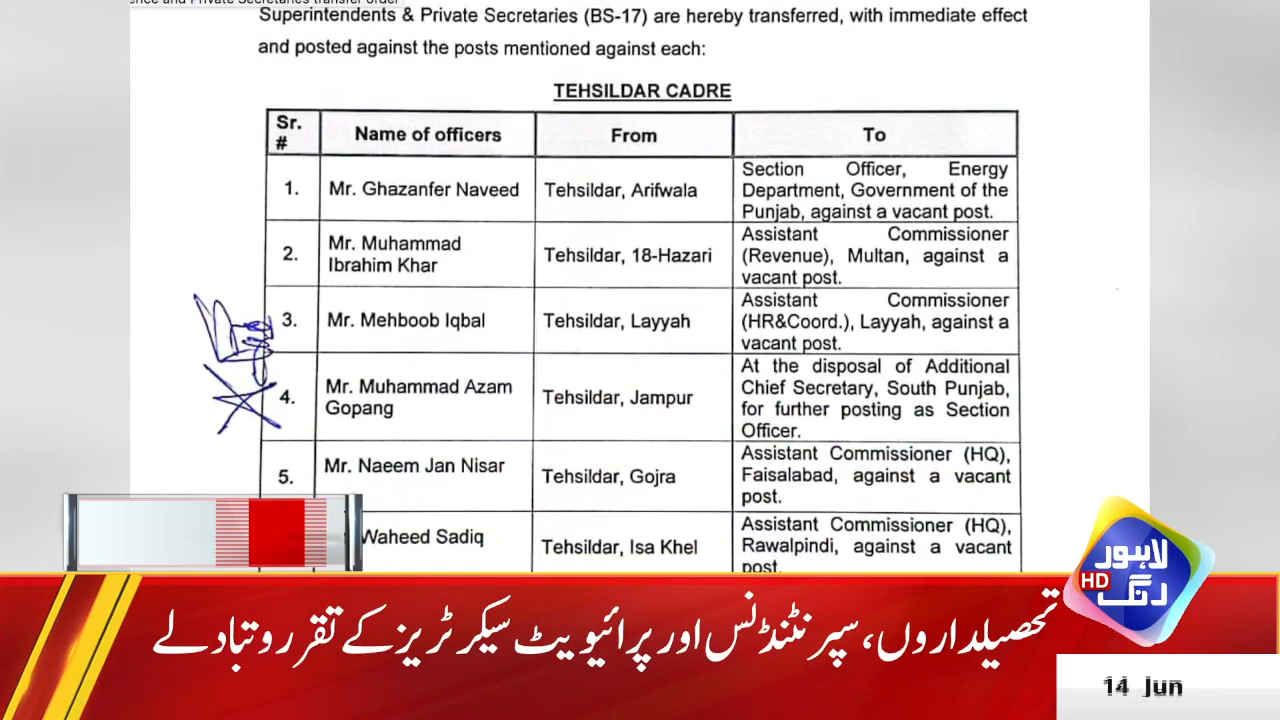 Superintendents & Private Secretaries (BS-17) are hereby transferred, with immediate effect
and posted against the posts mentioned against each:
TEHSILDAR CADRE
Sr. # Name of officers From To
1. Mr. Ghazanfer Naveed Tehsildar, Arifwala Section Officer, Energy
Department, Government of the
Punjab, against a vacant post.
2. Mr. Muhammad
Ibrahim Khar Tehsildar, 18-Hazari Assistant Commissioner
(Revenue), Multan, against a
vacant post.
3. Mr. Mehboob Iqbal Tehsildar, Layyah Assistant Commissioner
(HR&Coord.), Layyah, against a
vacant post.
4. Mr. Muhammad Azam
Gopang Tehsildar, Jampur At the disposal of Additional
Chief Secretary, South Punjab,
for further posting as Section
Officer.
5. Mr. Naeem Jan Nisar Tehsildar, Gojra Assistant Commissioner (HQ),
Faisalabad, against a vacant
post.
Waheed Sadiq Tehsildar, Isa Khel Assistant Commissioner (HQ),
Rawalpindi, against a vacant
post.
لاہور
HD رنگ
تحصیلداروں، سپرنٹنڈنس اور پرائیویٹ سیکرٹریز کے تقرر و تبادلے
14 Jun